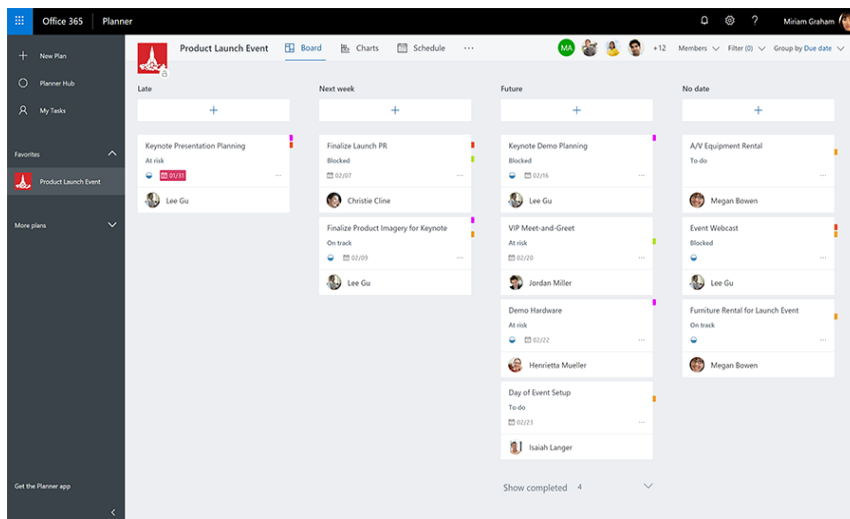 Office 365
Planner
Miriam Graham
New Plan
Planner Hub
My Tasks
Favorites
Product Launch Event
More plans
Get the Planner app
Product Launch Event
Board
Charts
Schedule
MA
+12
Members
Filter (0)
Group by Due date
Late
Keynote Presentation Planning
At risk
01/31
Lee Gu
Next week
Finalize Launch PR
Blocked
02/07
Christie Cline
Finalize Product Imagery for Keynote
On track
02/09
Lee Gu
Future
Keynote Demo Planning
Blocked
02/16
Lee Gu
VIP Meet-and-Greet
At risk
02/20
Jordan Miller
Demo Hardware
At risk
02/22
Henrietta Mueller
Day of Event Setup
To do
02/23
Isaiah Langer
Show completed 4
No date
A/V Equipment Rental
To do
Megan Bowen
Event Webcast
Blocked
Lee Gu
Furniture Rental for Launch Event
On track
Megan Bowen